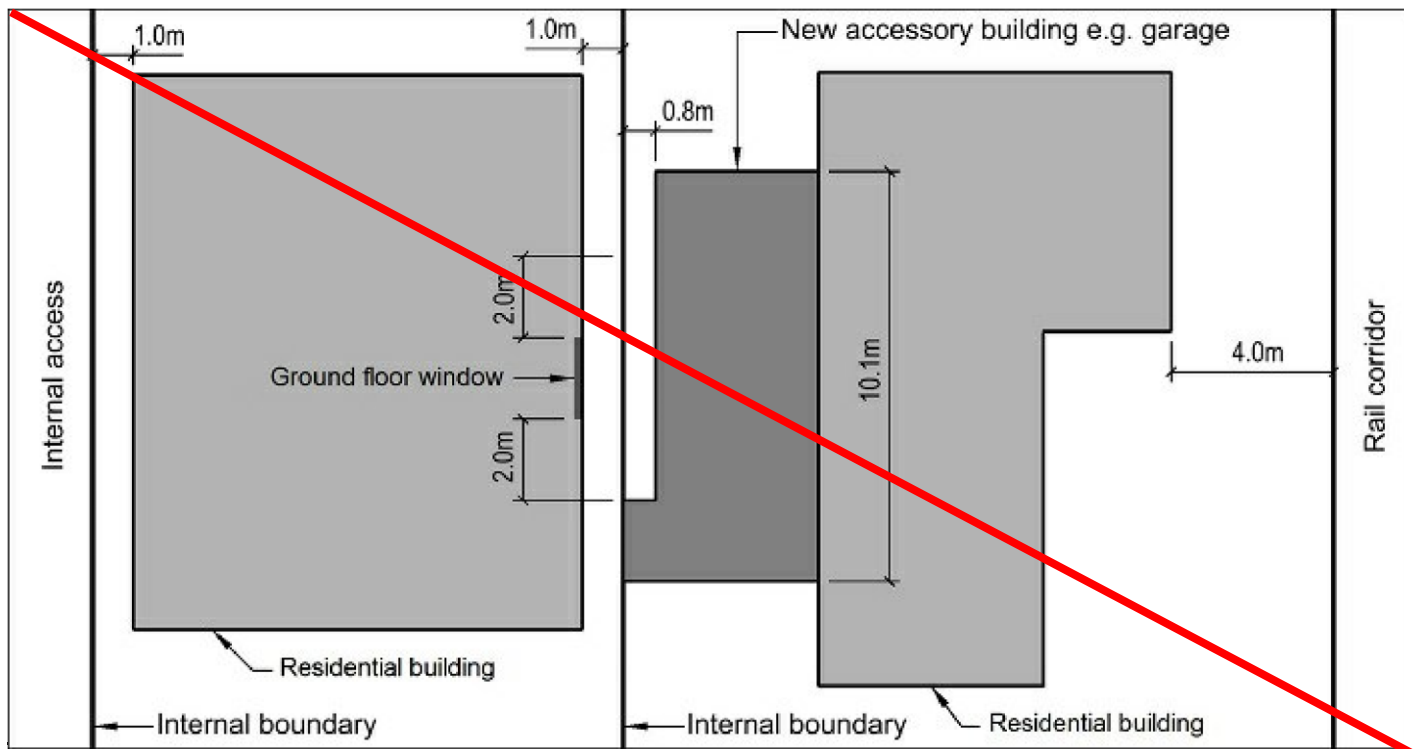 1.0m
1.0m
New accessory building e.g. garage
0.8m
2.0m
Internal access
Ground floor window
10.1m
4.0m
Rail corridor
2.0m
Residential building
Internal boundary
Internal boundary
Residential building